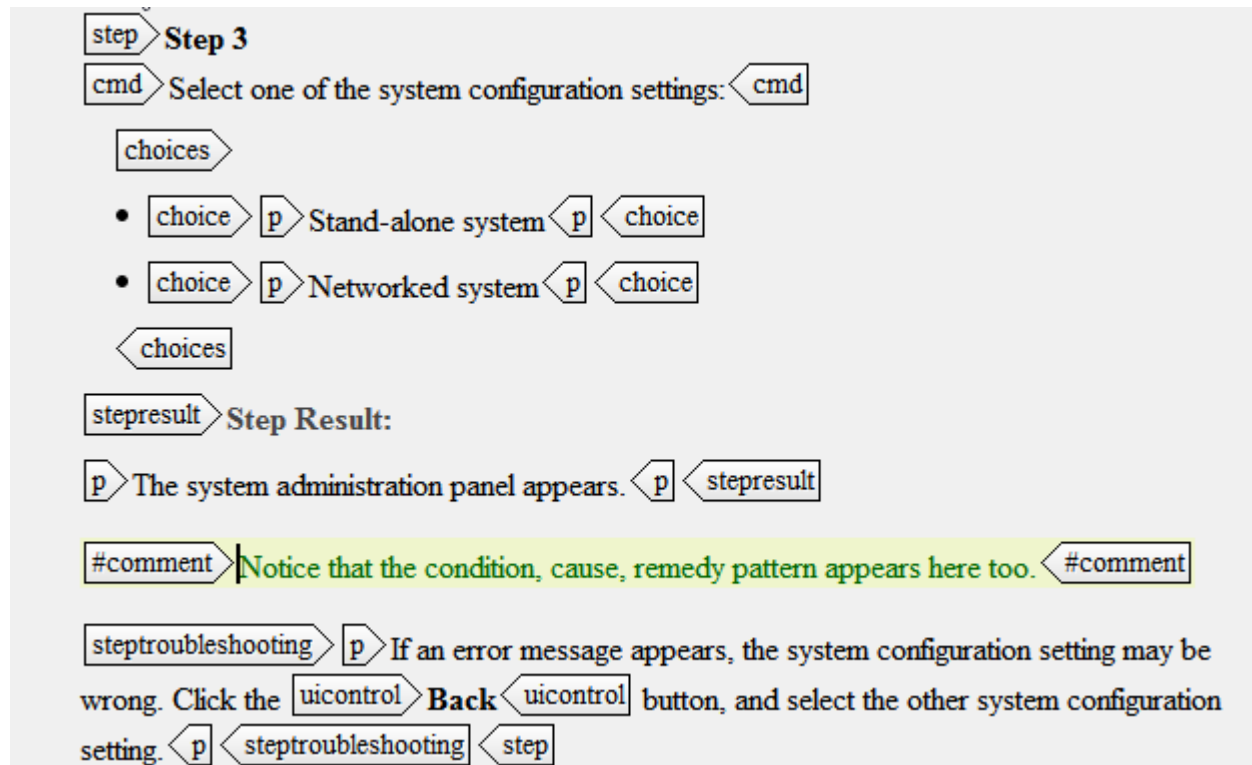 step Step 3
cmd Select one of the system configuration settings: cmd
choices
• choice p Stand-alone system p choice
• choice p Networked system p choice
choices
stepresult Step Result:
p The system administration panel appears. p stepresult
#comment Notice that the condition, cause, remedy pattern appears here too. #comment
steptroubleshooting p If an error message appears, the system configuration setting may be
wrong. Click the uicontrol Back uicontrol button, and select the other system configuration
setting. p steptroubleshooting step